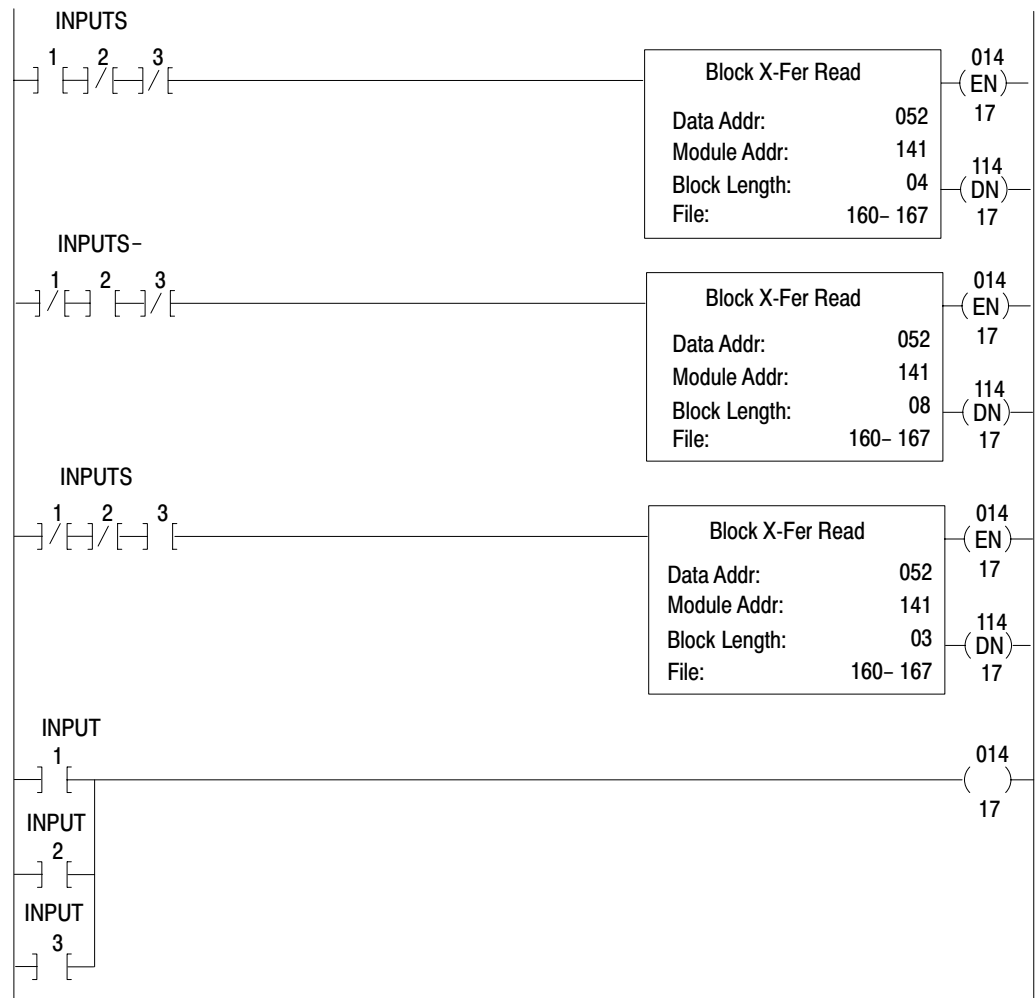 INPUTS
1 2 3
Block X-Fer Read
Data Addr: 052
Module Addr: 141
Block Length: 04
File: 160– 167
014
EN
17
114
DN
17
INPUTS–
1 2 3
Block X-Fer Read
Data Addr: 052
Module Addr: 141
Block Length: 08
File: 160– 167
014
EN
17
114
DN
17
INPUTS
1 2 3
Block X-Fer Read
Data Addr: 052
Module Addr: 141
Block Length: 03
File: 160– 167
014
EN
17
114
DN
17
INPUT
1
014
17
INPUT
2
INPUT
3